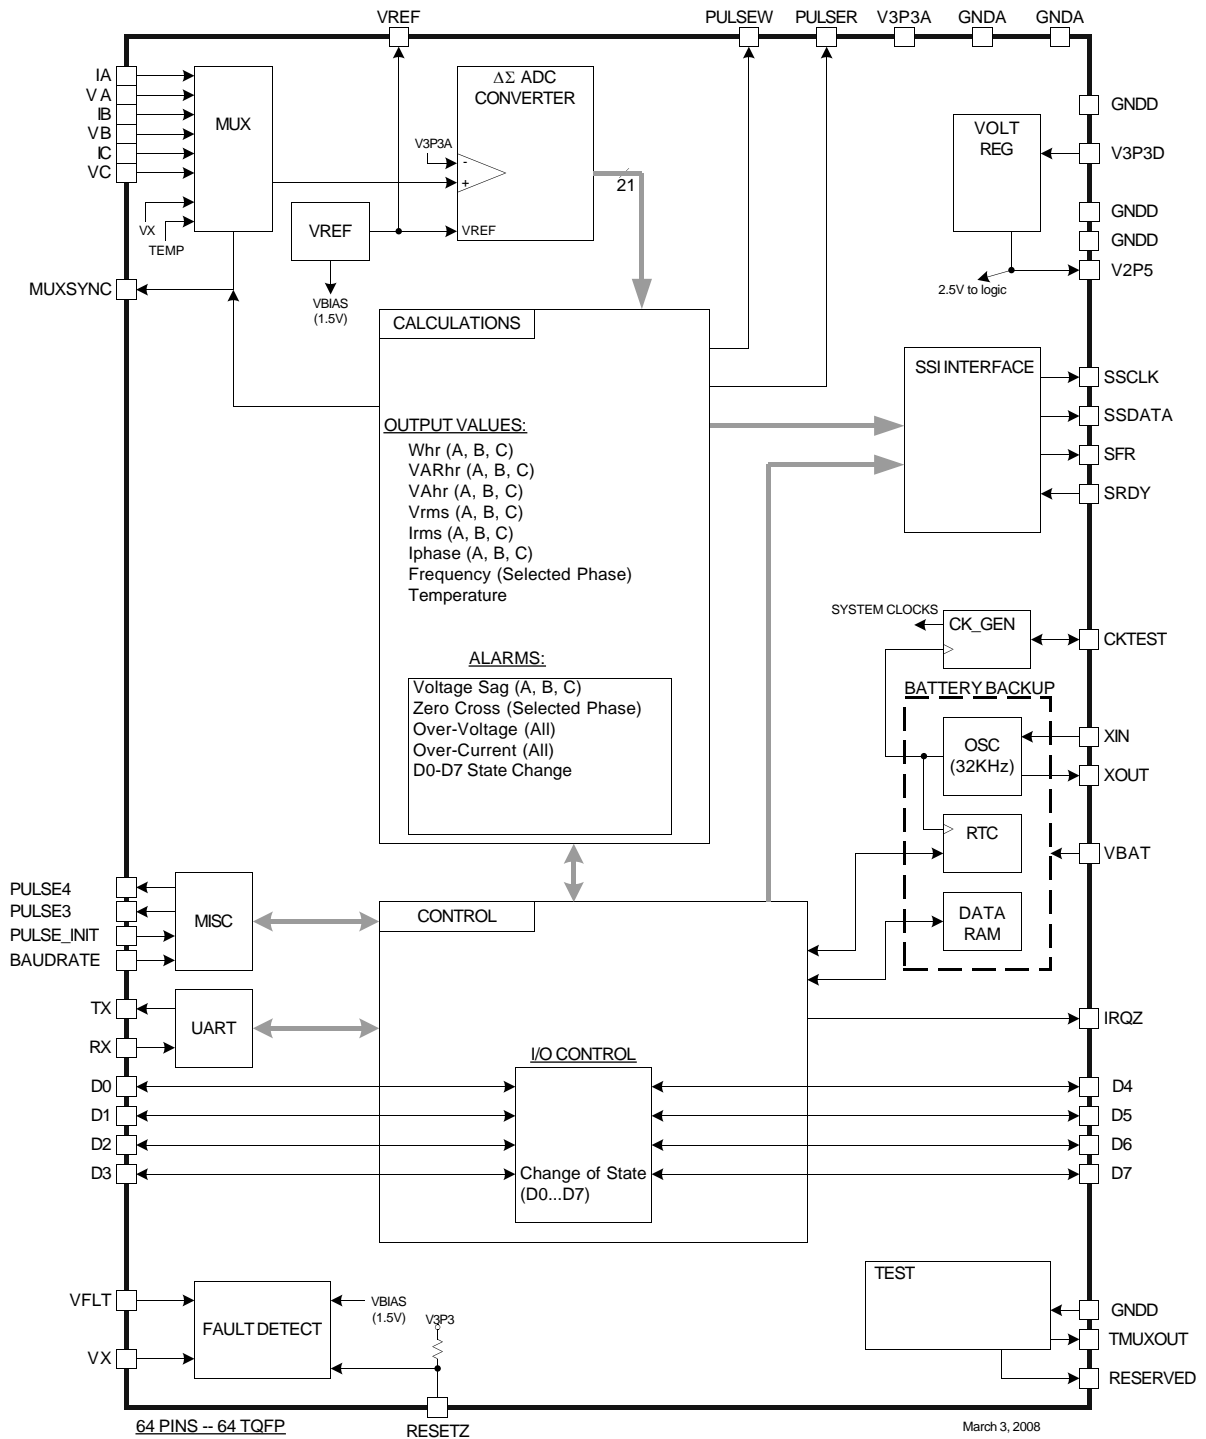 VREF
PULSEW
PULSER
V3P3A
GNDA
GNDA
IA
VA
IB
VB
IC
VC
MUX
VX
TEMP
MUXSYNC
ΔΣ ADC
CONVERTER
V3P3A
-
+
VREF
VREF
VBIAS
(1.5V)
21
VOLT
REG
GNDD
V3P3D
GNDD
GNDD
V2P5
2.5V to logic
CALCULATIONS
OUTPUT VALUES:
Whr (A, B, C)
VARhr (A, B, C)
VAhr (A, B, C)
Vrms (A, B, C)
Irms (A, B, C)
Iphase (A, B, C)
Frequency (Selected Phase)
Temperature
ALARMS:
Voltage Sag (A, B, C)
Zero Cross (Selected Phase)
Over-Voltage (All)
Over-Current (All)
D0-D7 State Change
SSI INTERFACE
SSCLK
SSDATA
SFR
SRDY
SYSTEM CLOCKS
CK_GEN
CKTEST
BATTERY BACKUP
OSC
(32KHz)
XIN
XOUT
RTC
VBAT
DATA
RAM
PULSE4
PULSE3
PULSE_INIT
BAUDRATE
MISC
CONTROL
TX
RX
UART
IRQZ
I/O CONTROL
D0
D1
D2
D3
Change of State
(D0...D7)
D4
D5
D6
D7
VFLT
VX
FAULT DETECT
VBIAS
(1.5V)
V3P3
RESETZ
TEST
GNDD
TMUXOUT
RESERVED
64 PINS -- 64 TQFP
March 3, 2008